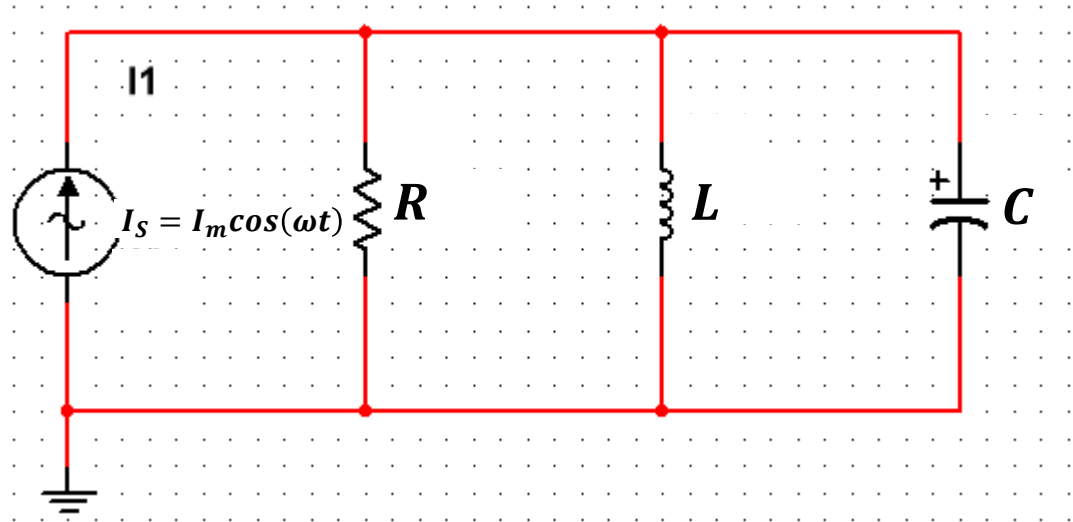 I1
I_S = I_m cos(ωt)
R
L
+
C